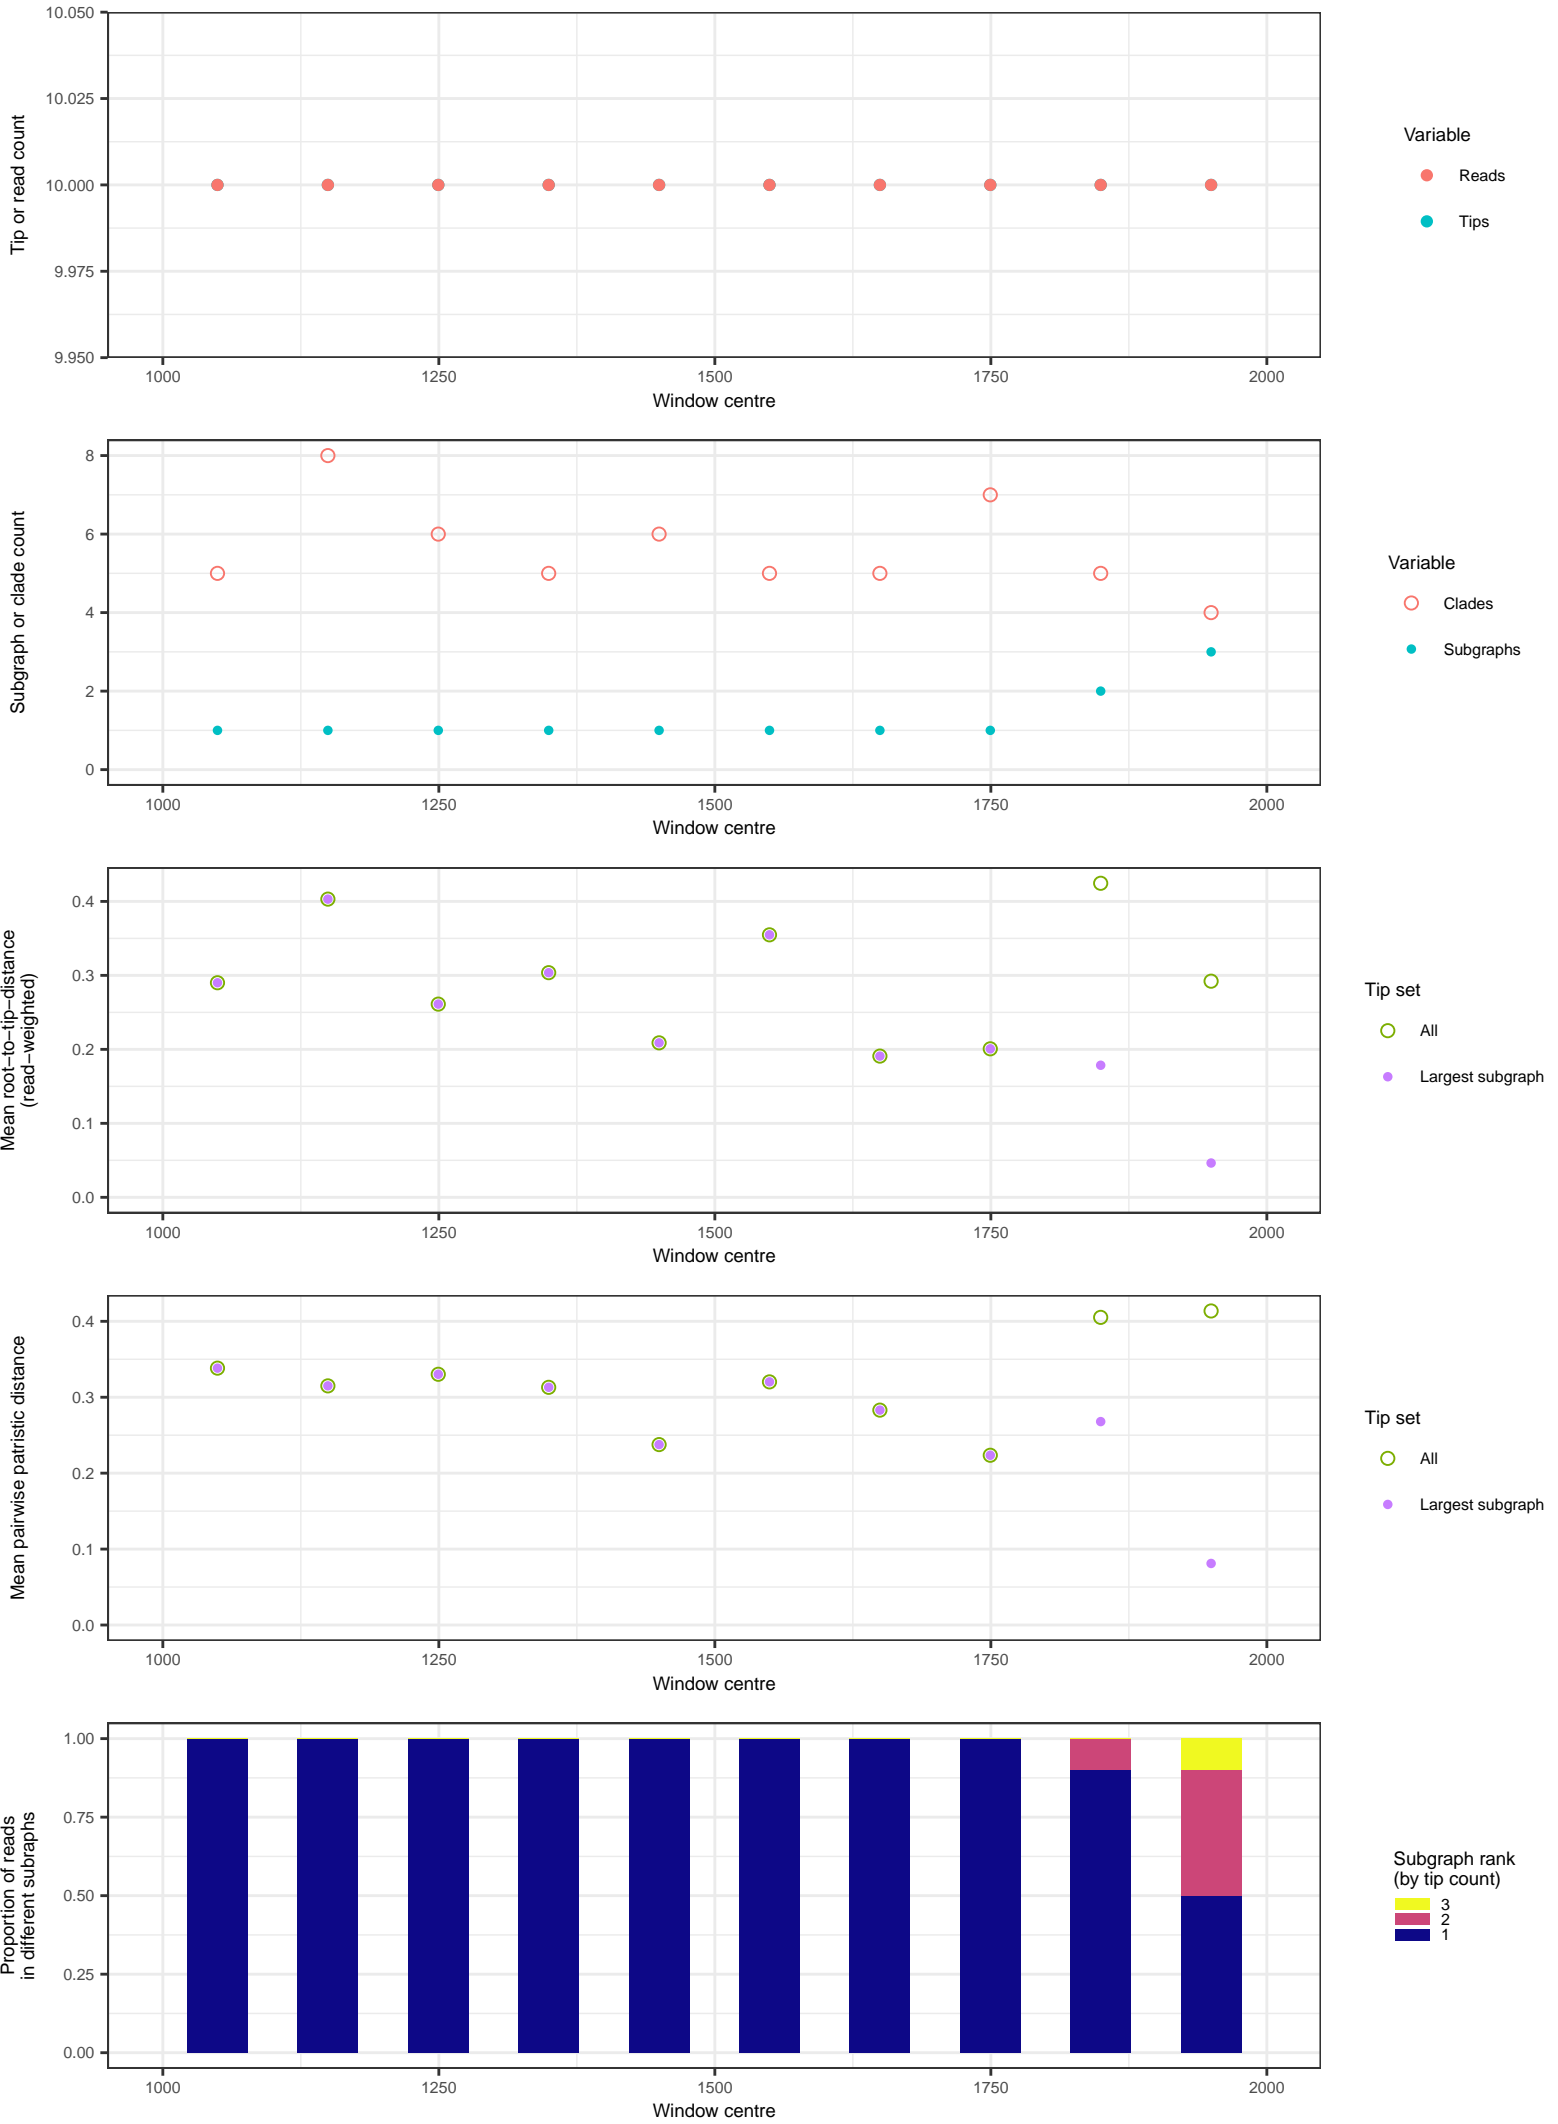 10.050
10.025
10.000
9.975
9.950
Tip or read count
1000 1250 1500 1750 2000
Window centre
Variable
Reads
Tips
8
6
4
2
0
Subgraph or clade count
1000 1250 1500 1750 2000
Window centre
Variable
Clades
Subgraphs
0.4
0.3
0.2
0.1
0.0
Mean root−to−tip−distance
(read−weighted)
1000 1250 1500 1750 2000
Window centre
Tip set
All
Largest subgraph
0.4
0.3
0.2
0.1
0.0
Mean pairwise patristic distance
1000 1250 1500 1750 2000
Window centre
Tip set
All
Largest subgraph
1.00
0.75
0.50
0.25
0.00
Proportion of reads
in different subraphs
1000 1250 1500 1750 2000
Window centre
Subgraph rank
(by tip count)
3
2
1